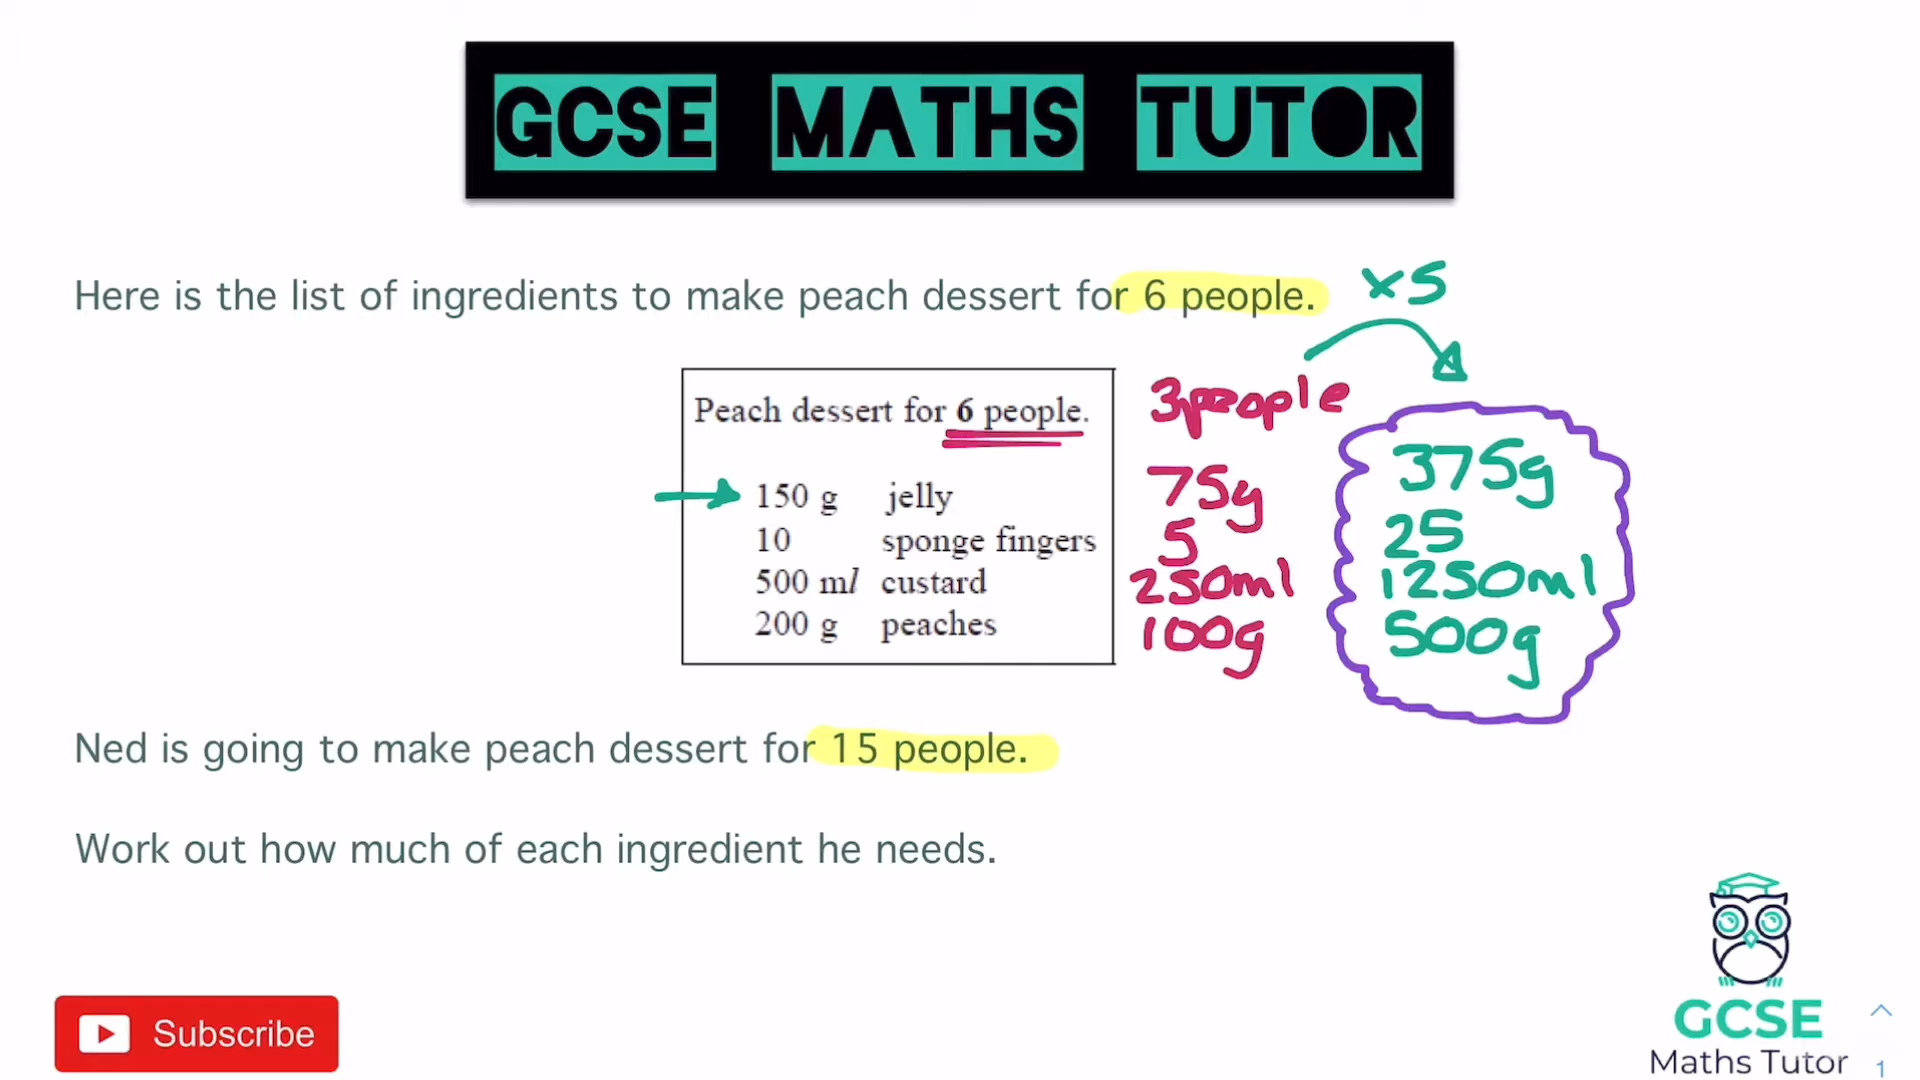 GCSE MATHS TUTOR
Here is the list of ingredients to make peach dessert for 6 people.
x5
Peach dessert for 6 people.
3people
150 g jelly
75g
375g
10 sponge fingers
5
25
500 ml custard
250ml
1250ml
200 g peaches
100g
500g
Ned is going to make peach dessert for 15 people.
Work out how much of each ingredient he needs.
Subscribe
GCSE
Maths Tutor
1